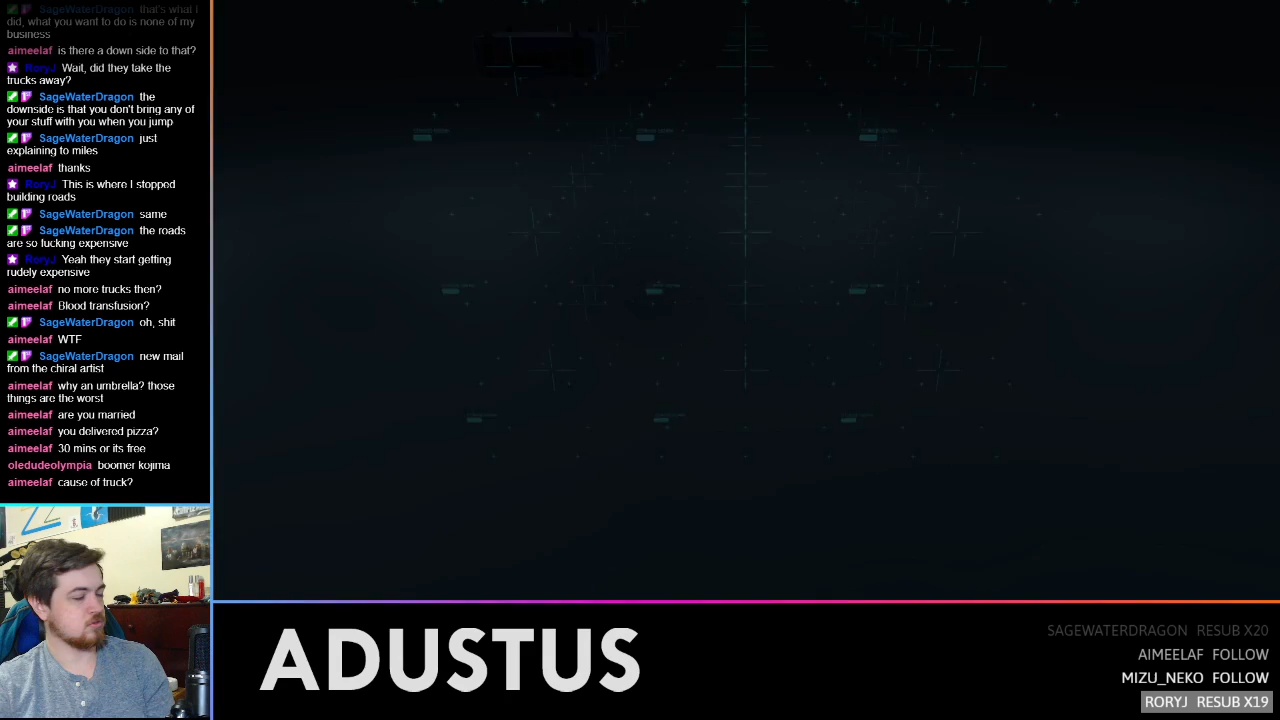 SageWaterDragon that's what I
did, what you want to do is none of my
business
aimeelaf is there a down side to that?
RoryJ Wait, did they take the
trucks away?
SageWaterDragon the
downside is that you don't bring any of
your stuff with you when you jump
SageWaterDragon just
explaining to miles
aimeelaf thanks
RoryJ This is where I stopped
building roads
SageWaterDragon same
SageWaterDragon the roads
are so fucking expensive
RoryJ Yeah they start getting
rudely expensive
aimeelaf no more trucks then?
aimeelaf Blood transfusion?
SageWaterDragon oh, shit
aimeelaf WTF
SageWaterDragon new mail
from the chiral artist
aimeelaf why an umbrella? those
things are the worst
aimeelaf are you married
aimeelaf you delivered pizza?
aimeelaf 30 mins or its free
oledudeolympia boomer kojima
aimeelaf cause of truck?
ADUSTUS
SAGEWATERDRAGON RESUB X20
AIMEELAF FOLLOW
MIZU_NEKO FOLLOW
RORYJ RESUB X19